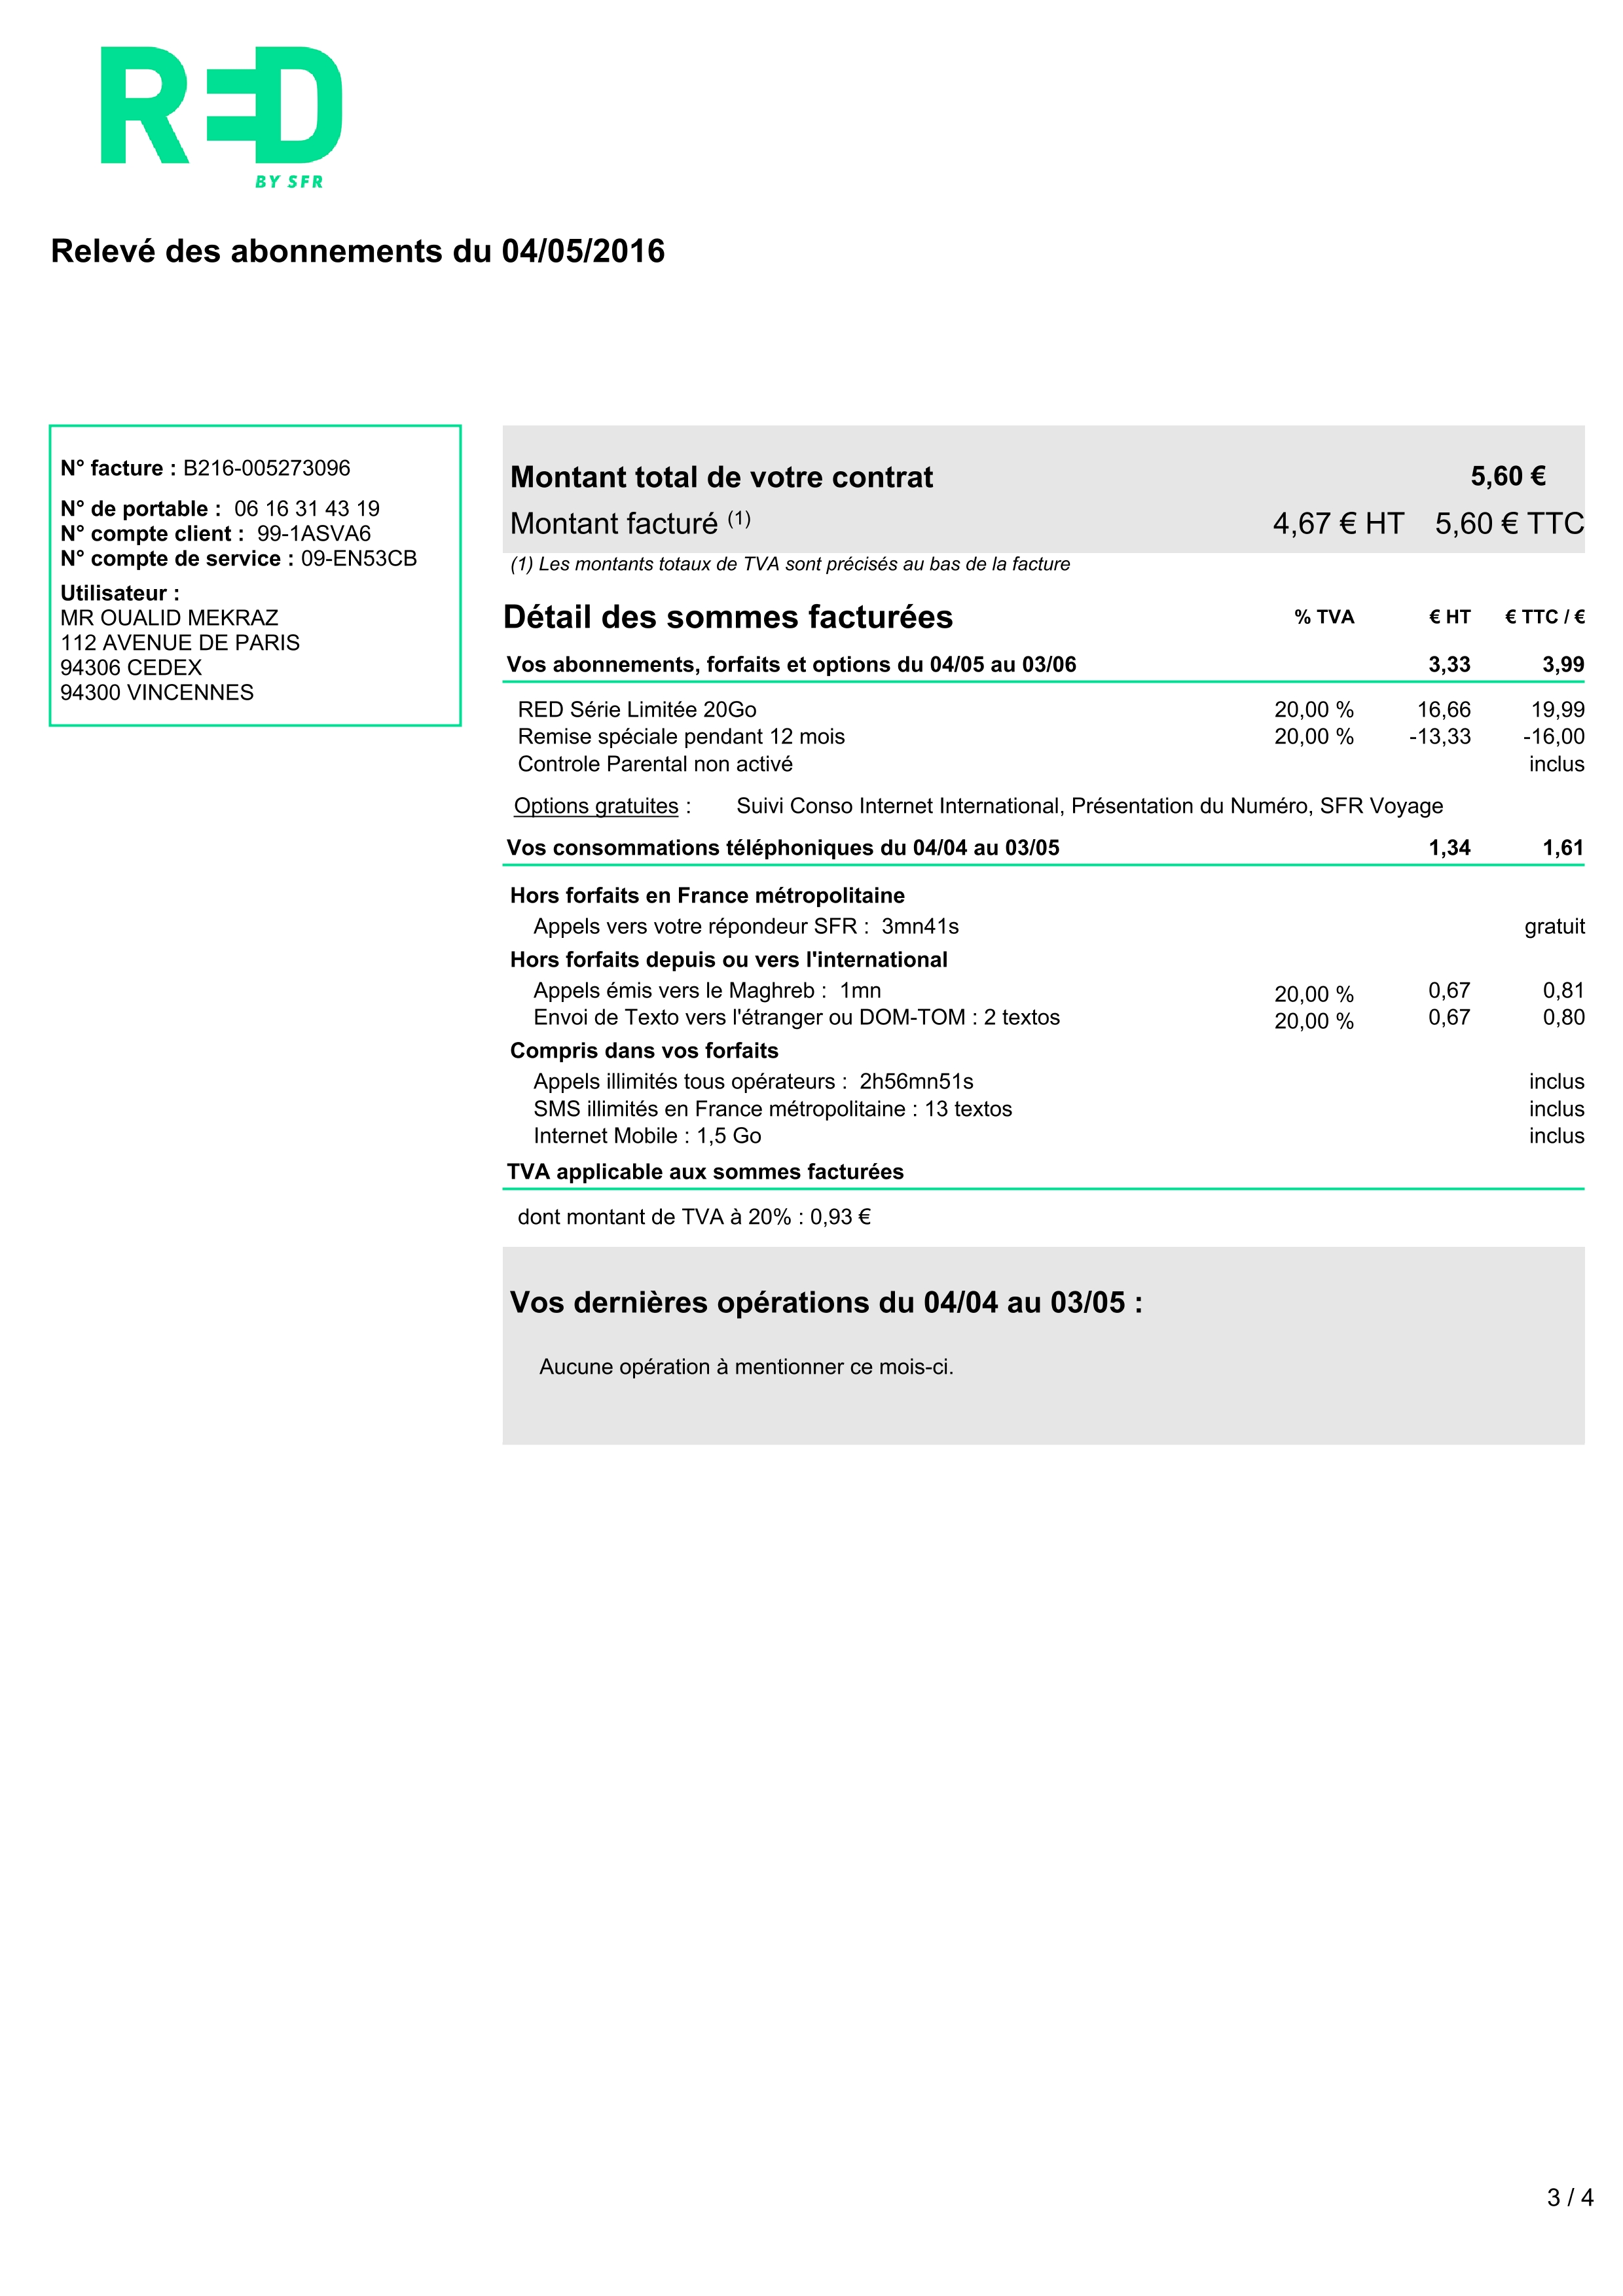 RED
BY SFR
Relevé des abonnements du 04/05/2016
N° facture : B216-005273096
N° de portable : 06 16 31 43 19
N° compte client : 99-1ASVA6
N° compte de service : 09-EN53CB
Utilisateur :
MR OUALID MEKRAZ
112 AVENUE DE PARIS
94306 CEDEX
94300 VINCENNES
Montant total de votre contrat 5,60 €
Montant facturé (1) 4,67 € HT 5,60 € TTC
(1) Les montants totaux de TVA sont précisés au bas de la facture
Détail des sommes facturées % TVA € HT € TTC / €
Vos abonnements, forfaits et options du 04/05 au 03/06 3,33 3,99
RED Série Limitée 20Go 20,00 % 16,66 19,99
Remise spéciale pendant 12 mois 20,00 % -13,33 -16,00
Controle Parental non activé inclus
Options gratuites : Suivi Conso Internet International, Présentation du Numéro, SFR Voyage
Vos consommations téléphoniques du 04/04 au 03/05 1,34 1,61
Hors forfaits en France métropolitaine
Appels vers votre répondeur SFR : 3mn41s gratuit
Hors forfaits depuis ou vers l'international
Appels émis vers le Maghreb : 1mn 20,00 % 0,67 0,81
Envoi de Texto vers l'étranger ou DOM-TOM : 2 textos 20,00 % 0,67 0,80
Compris dans vos forfaits
Appels illimités tous opérateurs : 2h56mn51s inclus
SMS illimités en France métropolitaine : 13 textos inclus
Internet Mobile : 1,5 Go inclus
TVA applicable aux sommes facturées
dont montant de TVA à 20% : 0,93 €
Vos dernières opérations du 04/04 au 03/05 :
Aucune opération à mentionner ce mois-ci.
3 / 4